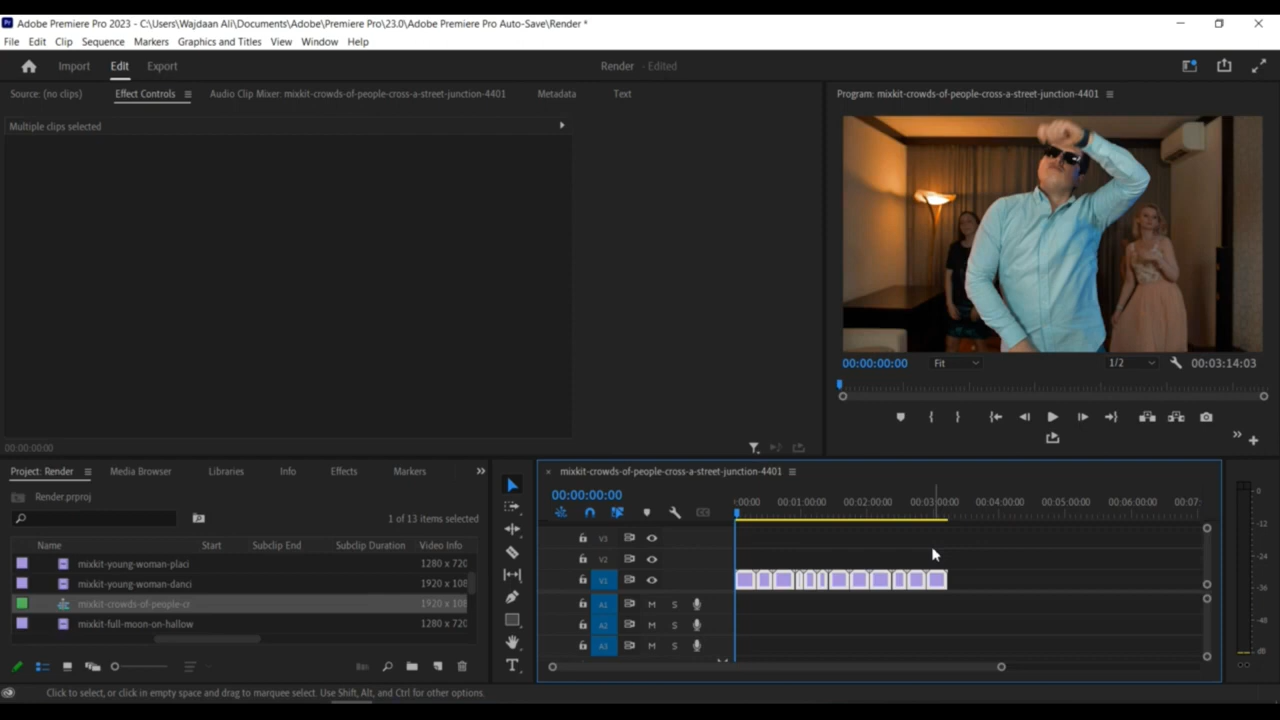 Pr Adobe Premiere Pro 2023 - C:\Users\Wajdaan Ali\Documents\Adobe\Premiere Pro\23.0\Adobe Premiere Pro Auto-Save\Render *
File Edit Clip Sequence Markers Graphics and Titles View Window Help
Import Edit Export Render - Edited
Source: (no clips) Effect Controls Audio Clip Mixer: mixkit-crowds-of-people-cross-a-street-junction-4401 Metadata Text
Program: mixkit-crowds-of-people-cross-a-street-junction-4401
Multiple clips selected
00:00:00:00 Fit 1/2 00:03:14:03
00:00:00:00
Project: Render Media Browser Libraries Info Effects Markers
Render.prproj
1 of 13 items selected
Name Start Subclip End Subclip Duration Video Info
mixkit-young-woman-placi 1280 x 720
mixkit-young-woman-danci 1920 x 108
mixkit-crowds-of-people-cr 1920 x 108
mixkit-full-moon-on-hallow 1280 x 720
mixkit-crowds-of-people-cross-a-street-junction-4401
00:00:00:00
:00:00 00:01:00:00 00:02:00:00 00:03:00:00 00:04:00:00 00:05:00:00 00:06:00:00 00:07:
V3
V2
V1
A1 M S
A2 M S
A3 M S
0
-12
-24
-36
-48
dB
Click to select, or click in empty space and drag to marquee select. Use Shift, Alt, and Ctrl for other options.